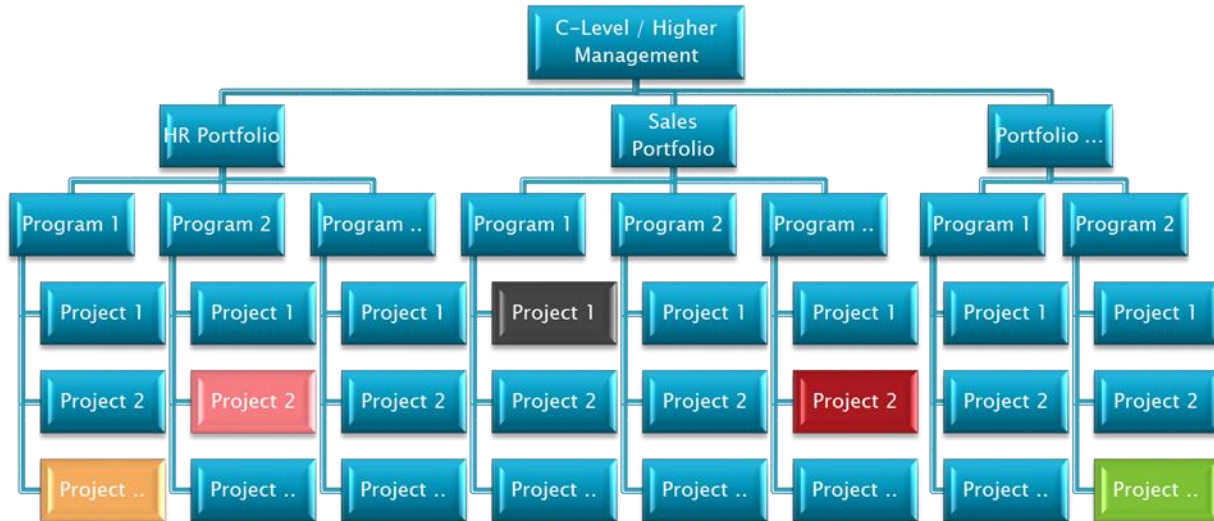 C-Level / Higher
Management
HR Portfolio
Sales
Portfolio
Portfolio ...
Program 1
Program 2
Program ..
Program 1
Program 2
Program ..
Program 1
Program 2
Project 1
Project 1
Project 1
Project 1
Project 1
Project 1
Project 1
Project 1
Project 2
Project 2
Project 2
Project 2
Project 2
Project 2
Project 2
Project 2
Project ..
Project ..
Project ..
Project ..
Project ..
Project ..
Project ..
Project ..